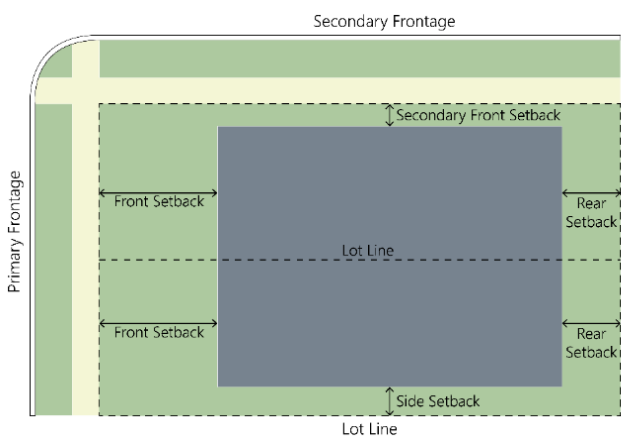 Secondary Frontage
Secondary Front Setback
Primary Frontage
Front Setback
Rear
Setback
Lot Line
Front Setback
Rear
Setback
Side Setback
Lot Line